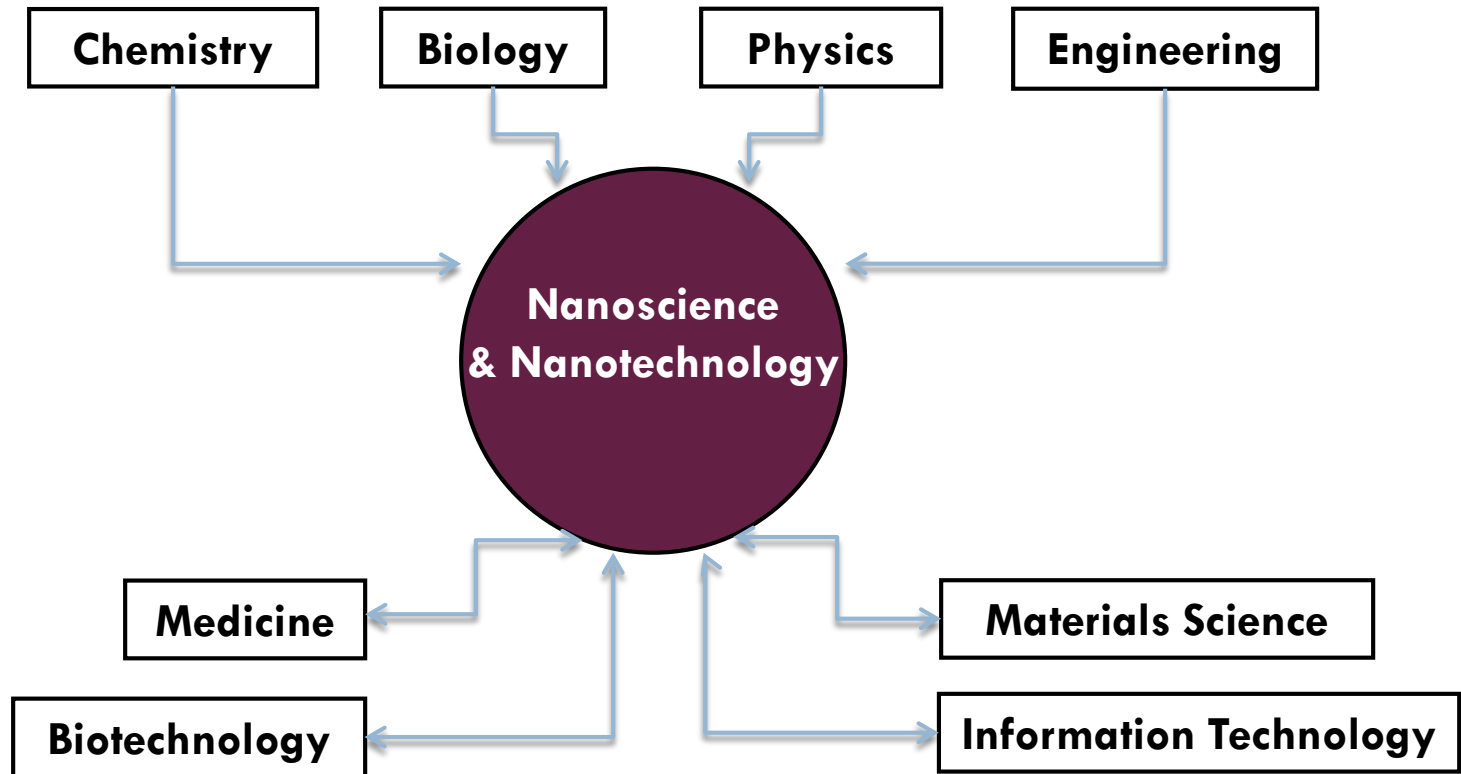 Chemistry
Biology
Physics
Engineering
Nanoscience
& Nanotechnology
Medicine
Materials Science
Biotechnology
Information Technology